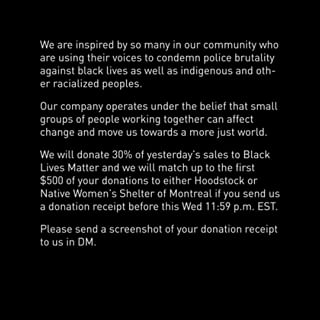 We are inspired by so many in our community who
are using their voices to condemn police brutality
against black lives as well as indigenous and oth-
er racialized peoples.
Our company operates under the belief that small
groups of people working together can affect
change and move us towards a more just world.
We will donate 30% of yesterday's sales to Black
Lives Matter and we will match up to the first
$500 of your donations to either Hoodstock or
Native Women's Shelter of Montreal if you send us
a donation receipt before this Wed 11:59 p.m. EST.
Please send a screenshot of your donation receipt
to us in DM.